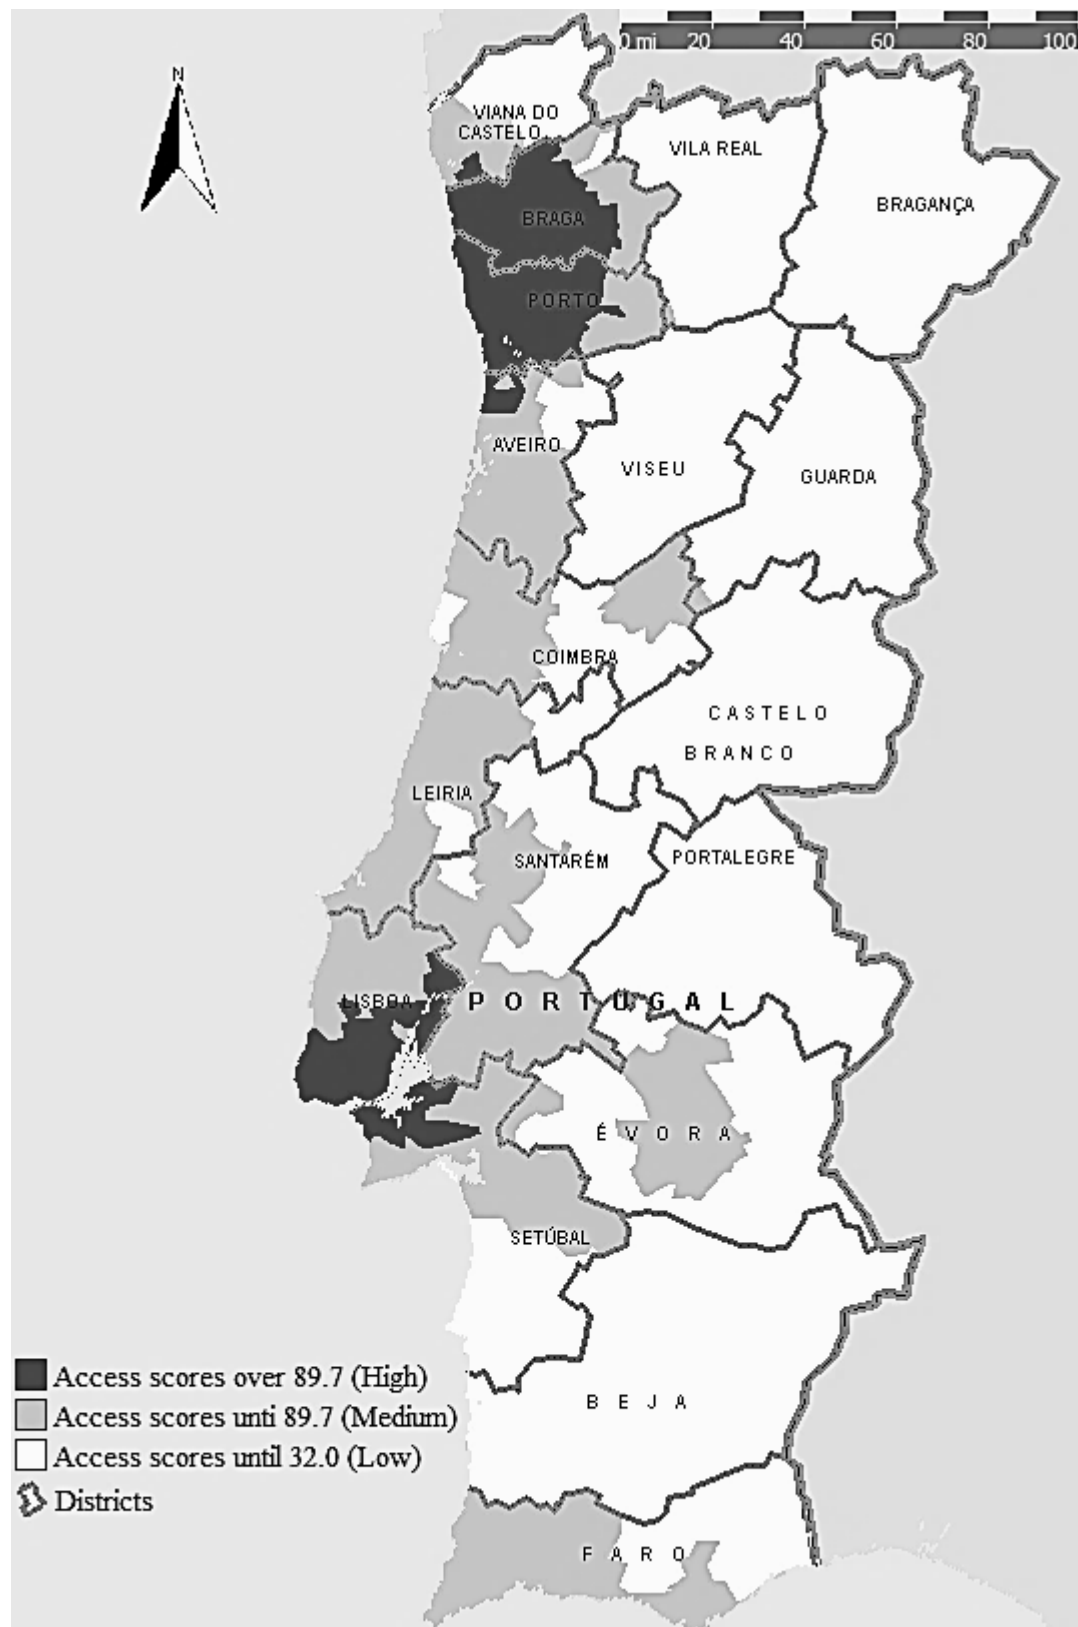 0 mi 20 40 60 80 100
N
VIANA DO
CASTELO
VILA REAL
BRAGANÇA
BRAGA
PORTO
AVEIRO
VISEU
GUARDA
COIMBRA
CASTELO
BRANCO
LEIRIA
SANTARÉM
PORTALEGRE
LISBOA
PORTUGAL
ÉVORA
SETÚBAL
BEJA
FARO
Access scores over 89.7 (High)
Access scores unti 89.7 (Medium)
Access scores until 32.0 (Low)
Districts